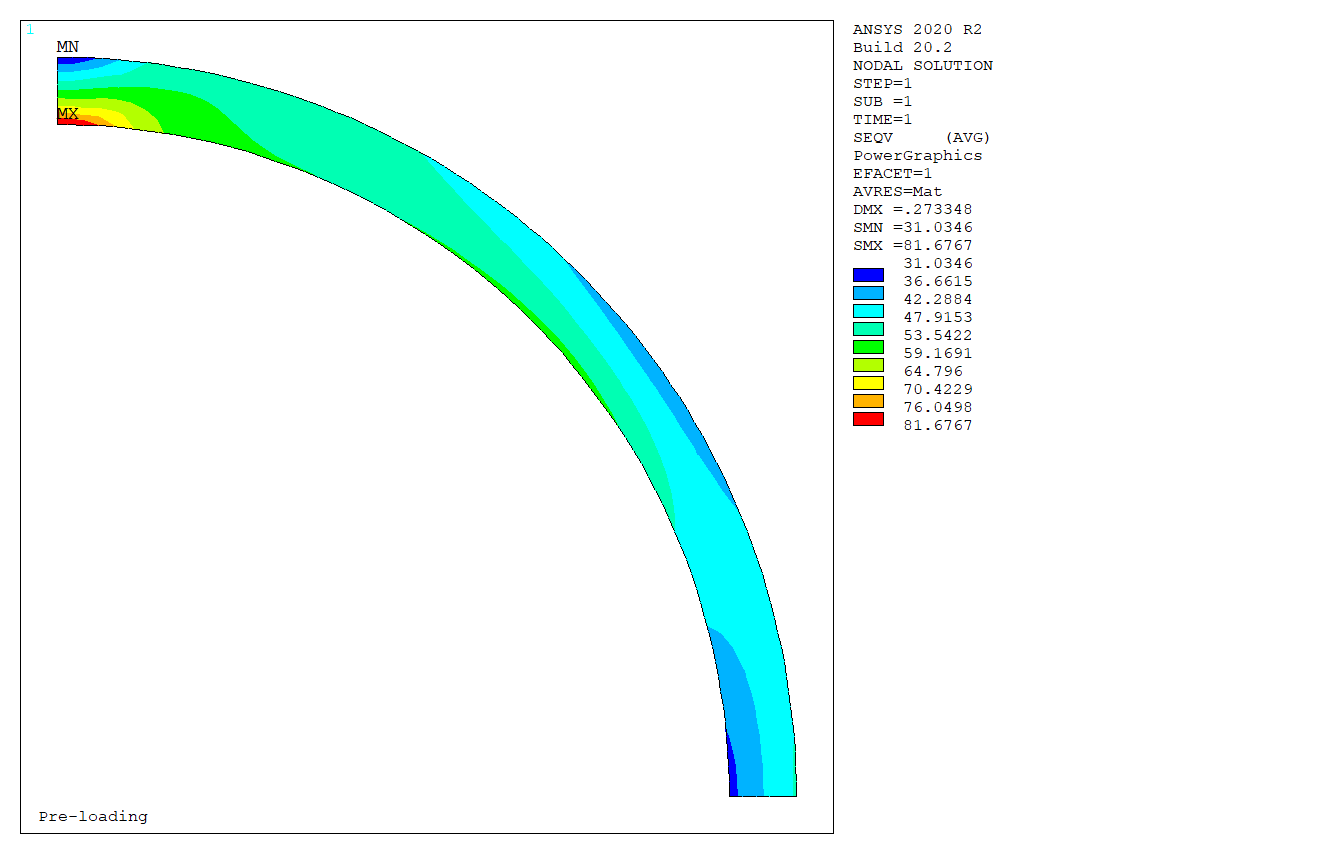 1
MN
MX
Pre-loading
ANSYS 2020 R2
Build 20.2
NODAL SOLUTION
STEP=1
SUB =1
TIME=1
SEQV     (AVG)
PowerGraphics
EFACET=1
AVRES=Mat
DMX =.273348
SMN =31.0346
SMX =81.6767
31.0346
36.6615
42.2884
47.9153
53.5422
59.1691
64.796
70.4229
76.0498
81.6767